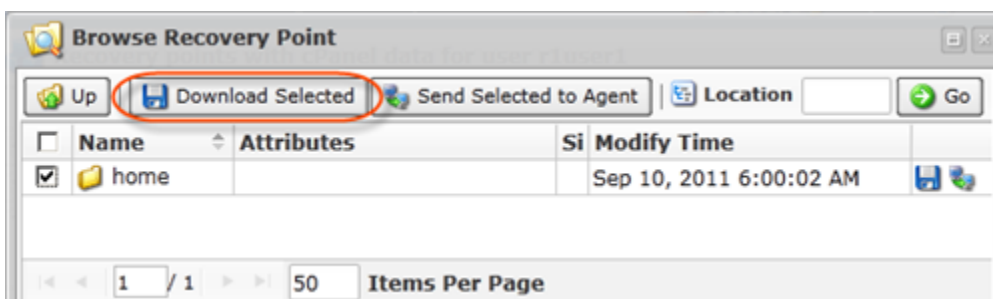 Browse Recovery Point
Up Download Selected Send Selected to Agent Location Go
Name Attributes Si Modify Time
home Sep 10, 2011 6:00:02 AM
1 / 1 50 Items Per Page